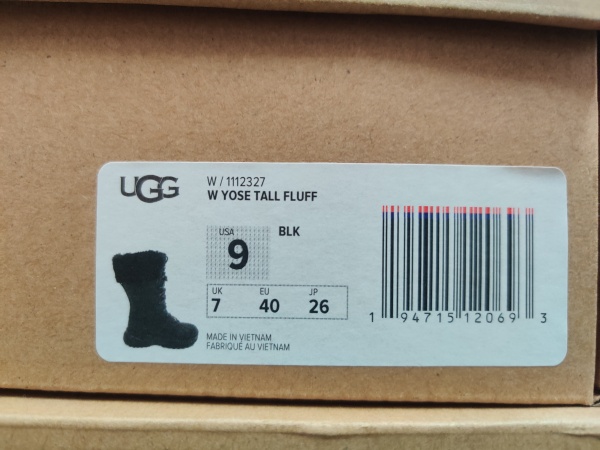 UGG
W / 1112327
W YOSE TALL FLUFF
USA
9
BLK
UK EU JP
7 40 26
MADE IN VIETNAM
FABRIQUÉ AU VIETNAM
1 94715 12069 3